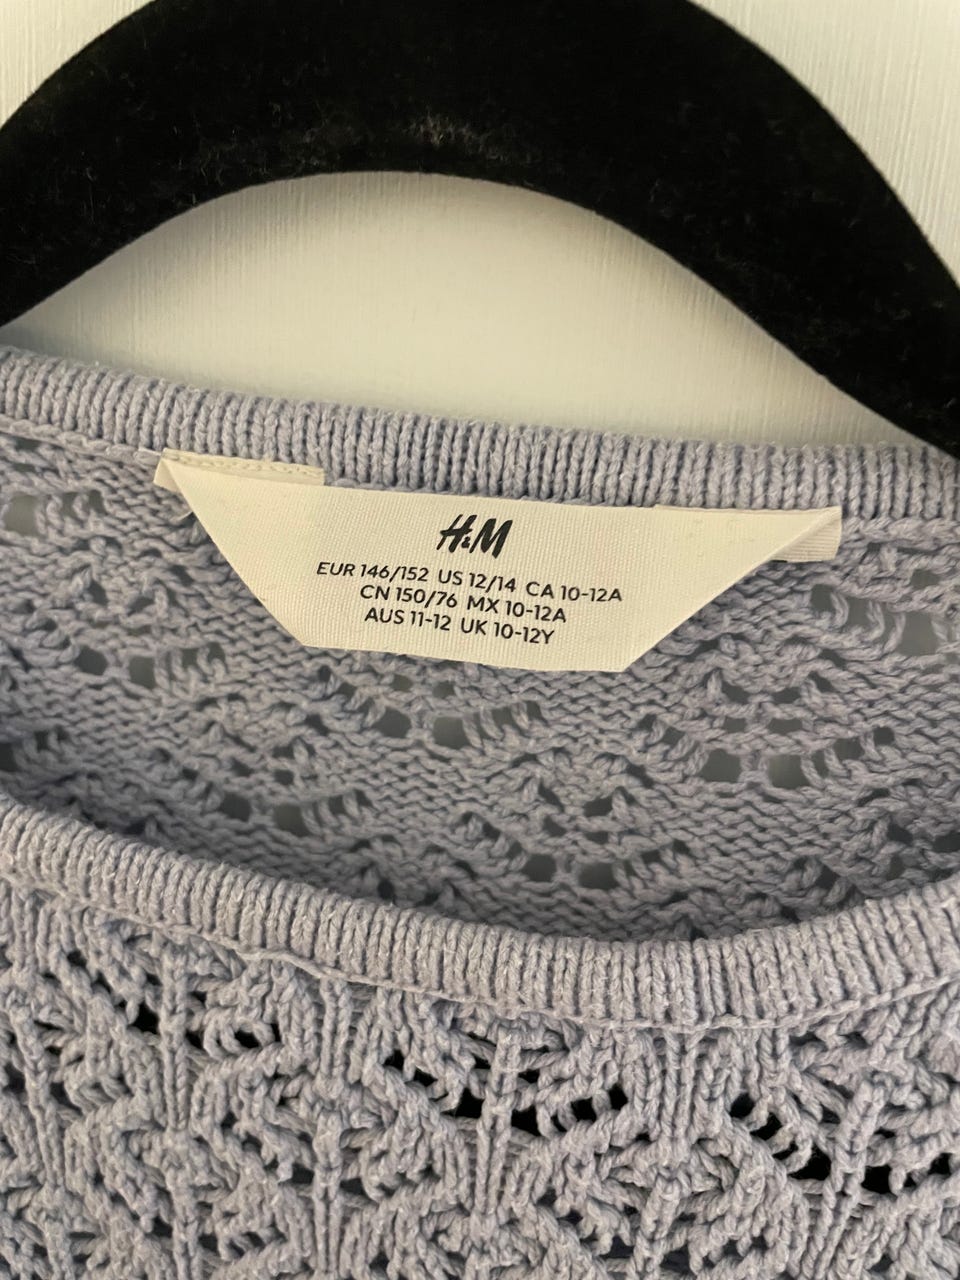 H&M
EUR 146/152 US 12/14 CA 10-12A
CN 150/76 MX 10-12A
AUS 11-12 UK 10-12Y